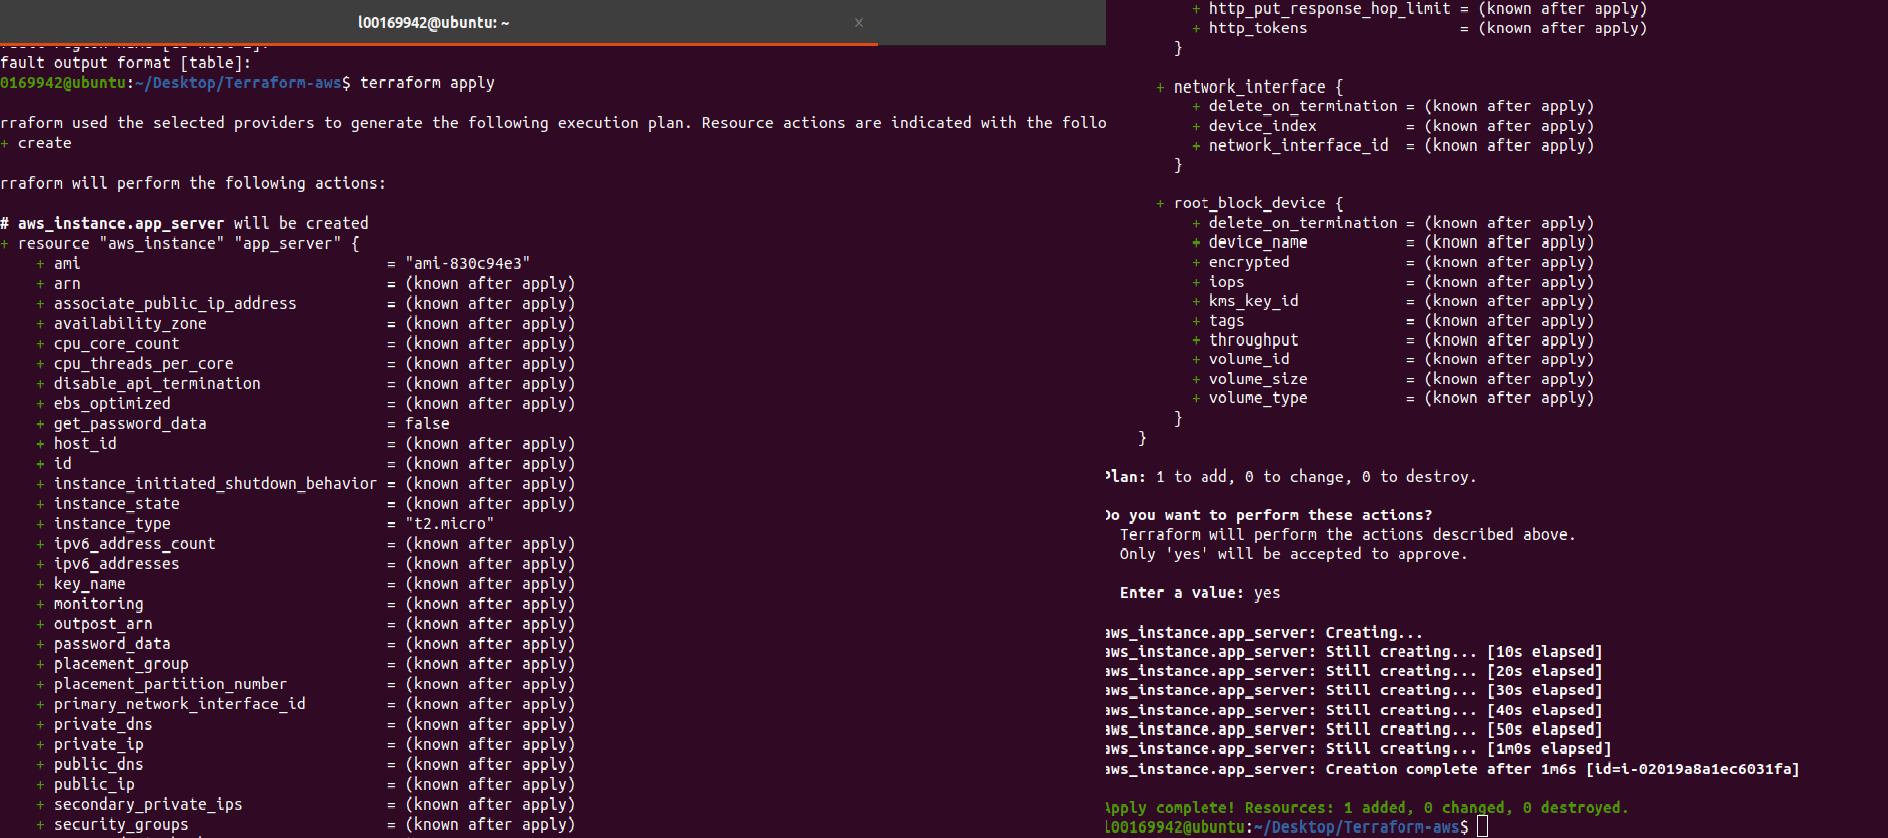 l00169942@ubuntu: ~ ×
fault output format [table]:
0169942@ubuntu:~/Desktop/Terraform-aws$ terraform apply
rraform used the selected providers to generate the following execution plan. Resource actions are indicated with the follo
+ create
rraform will perform the following actions:
# aws_instance.app_server will be created
+ resource "aws_instance" "app_server" {
+ ami = "ami-830c94e3"
+ arn = (known after apply)
+ associate_public_ip_address = (known after apply)
+ availability_zone = (known after apply)
+ cpu_core_count = (known after apply)
+ cpu_threads_per_core = (known after apply)
+ disable_api_termination = (known after apply)
+ ebs_optimized = (known after apply)
+ get_password_data = false
+ host_id = (known after apply)
+ id = (known after apply)
+ instance_initiated_shutdown_behavior = (known after apply)
+ instance_state = (known after apply)
+ instance_type = "t2.micro"
+ ipv6_address_count = (known after apply)
+ ipv6_addresses = (known after apply)
+ key_name = (known after apply)
+ monitoring = (known after apply)
+ outpost_arn = (known after apply)
+ password_data = (known after apply)
+ placement_group = (known after apply)
+ placement_partition_number = (known after apply)
+ primary_network_interface_id = (known after apply)
+ private_dns = (known after apply)
+ private_ip = (known after apply)
+ public_dns = (known after apply)
+ public_ip = (known after apply)
+ secondary_private_ips = (known after apply)
+ security_groups = (known after apply)
+ http_put_response_hop_limit = (known after apply)
+ http_tokens = (known after apply)
}
+ network_interface {
+ delete_on_termination = (known after apply)
+ device_index = (known after apply)
+ network_interface_id = (known after apply)
}
+ root_block_device {
+ delete_on_termination = (known after apply)
+ device_name = (known after apply)
+ encrypted = (known after apply)
+ iops = (known after apply)
+ kms_key_id = (known after apply)
+ tags = (known after apply)
+ throughput = (known after apply)
+ volume_id = (known after apply)
+ volume_size = (known after apply)
+ volume_type = (known after apply)
}
}
Plan: 1 to add, 0 to change, 0 to destroy.
Do you want to perform these actions?
Terraform will perform the actions described above.
Only 'yes' will be accepted to approve.
Enter a value: yes
aws_instance.app_server: Creating...
aws_instance.app_server: Still creating... [10s elapsed]
aws_instance.app_server: Still creating... [20s elapsed]
aws_instance.app_server: Still creating... [30s elapsed]
aws_instance.app_server: Still creating... [40s elapsed]
aws_instance.app_server: Still creating... [50s elapsed]
aws_instance.app_server: Still creating... [1m0s elapsed]
aws_instance.app_server: Creation complete after 1m6s [id=i-02019a8a1ec6031fa]
Apply complete! Resources: 1 added, 0 changed, 0 destroyed.
l00169942@ubuntu:~/Desktop/Terraform-aws$